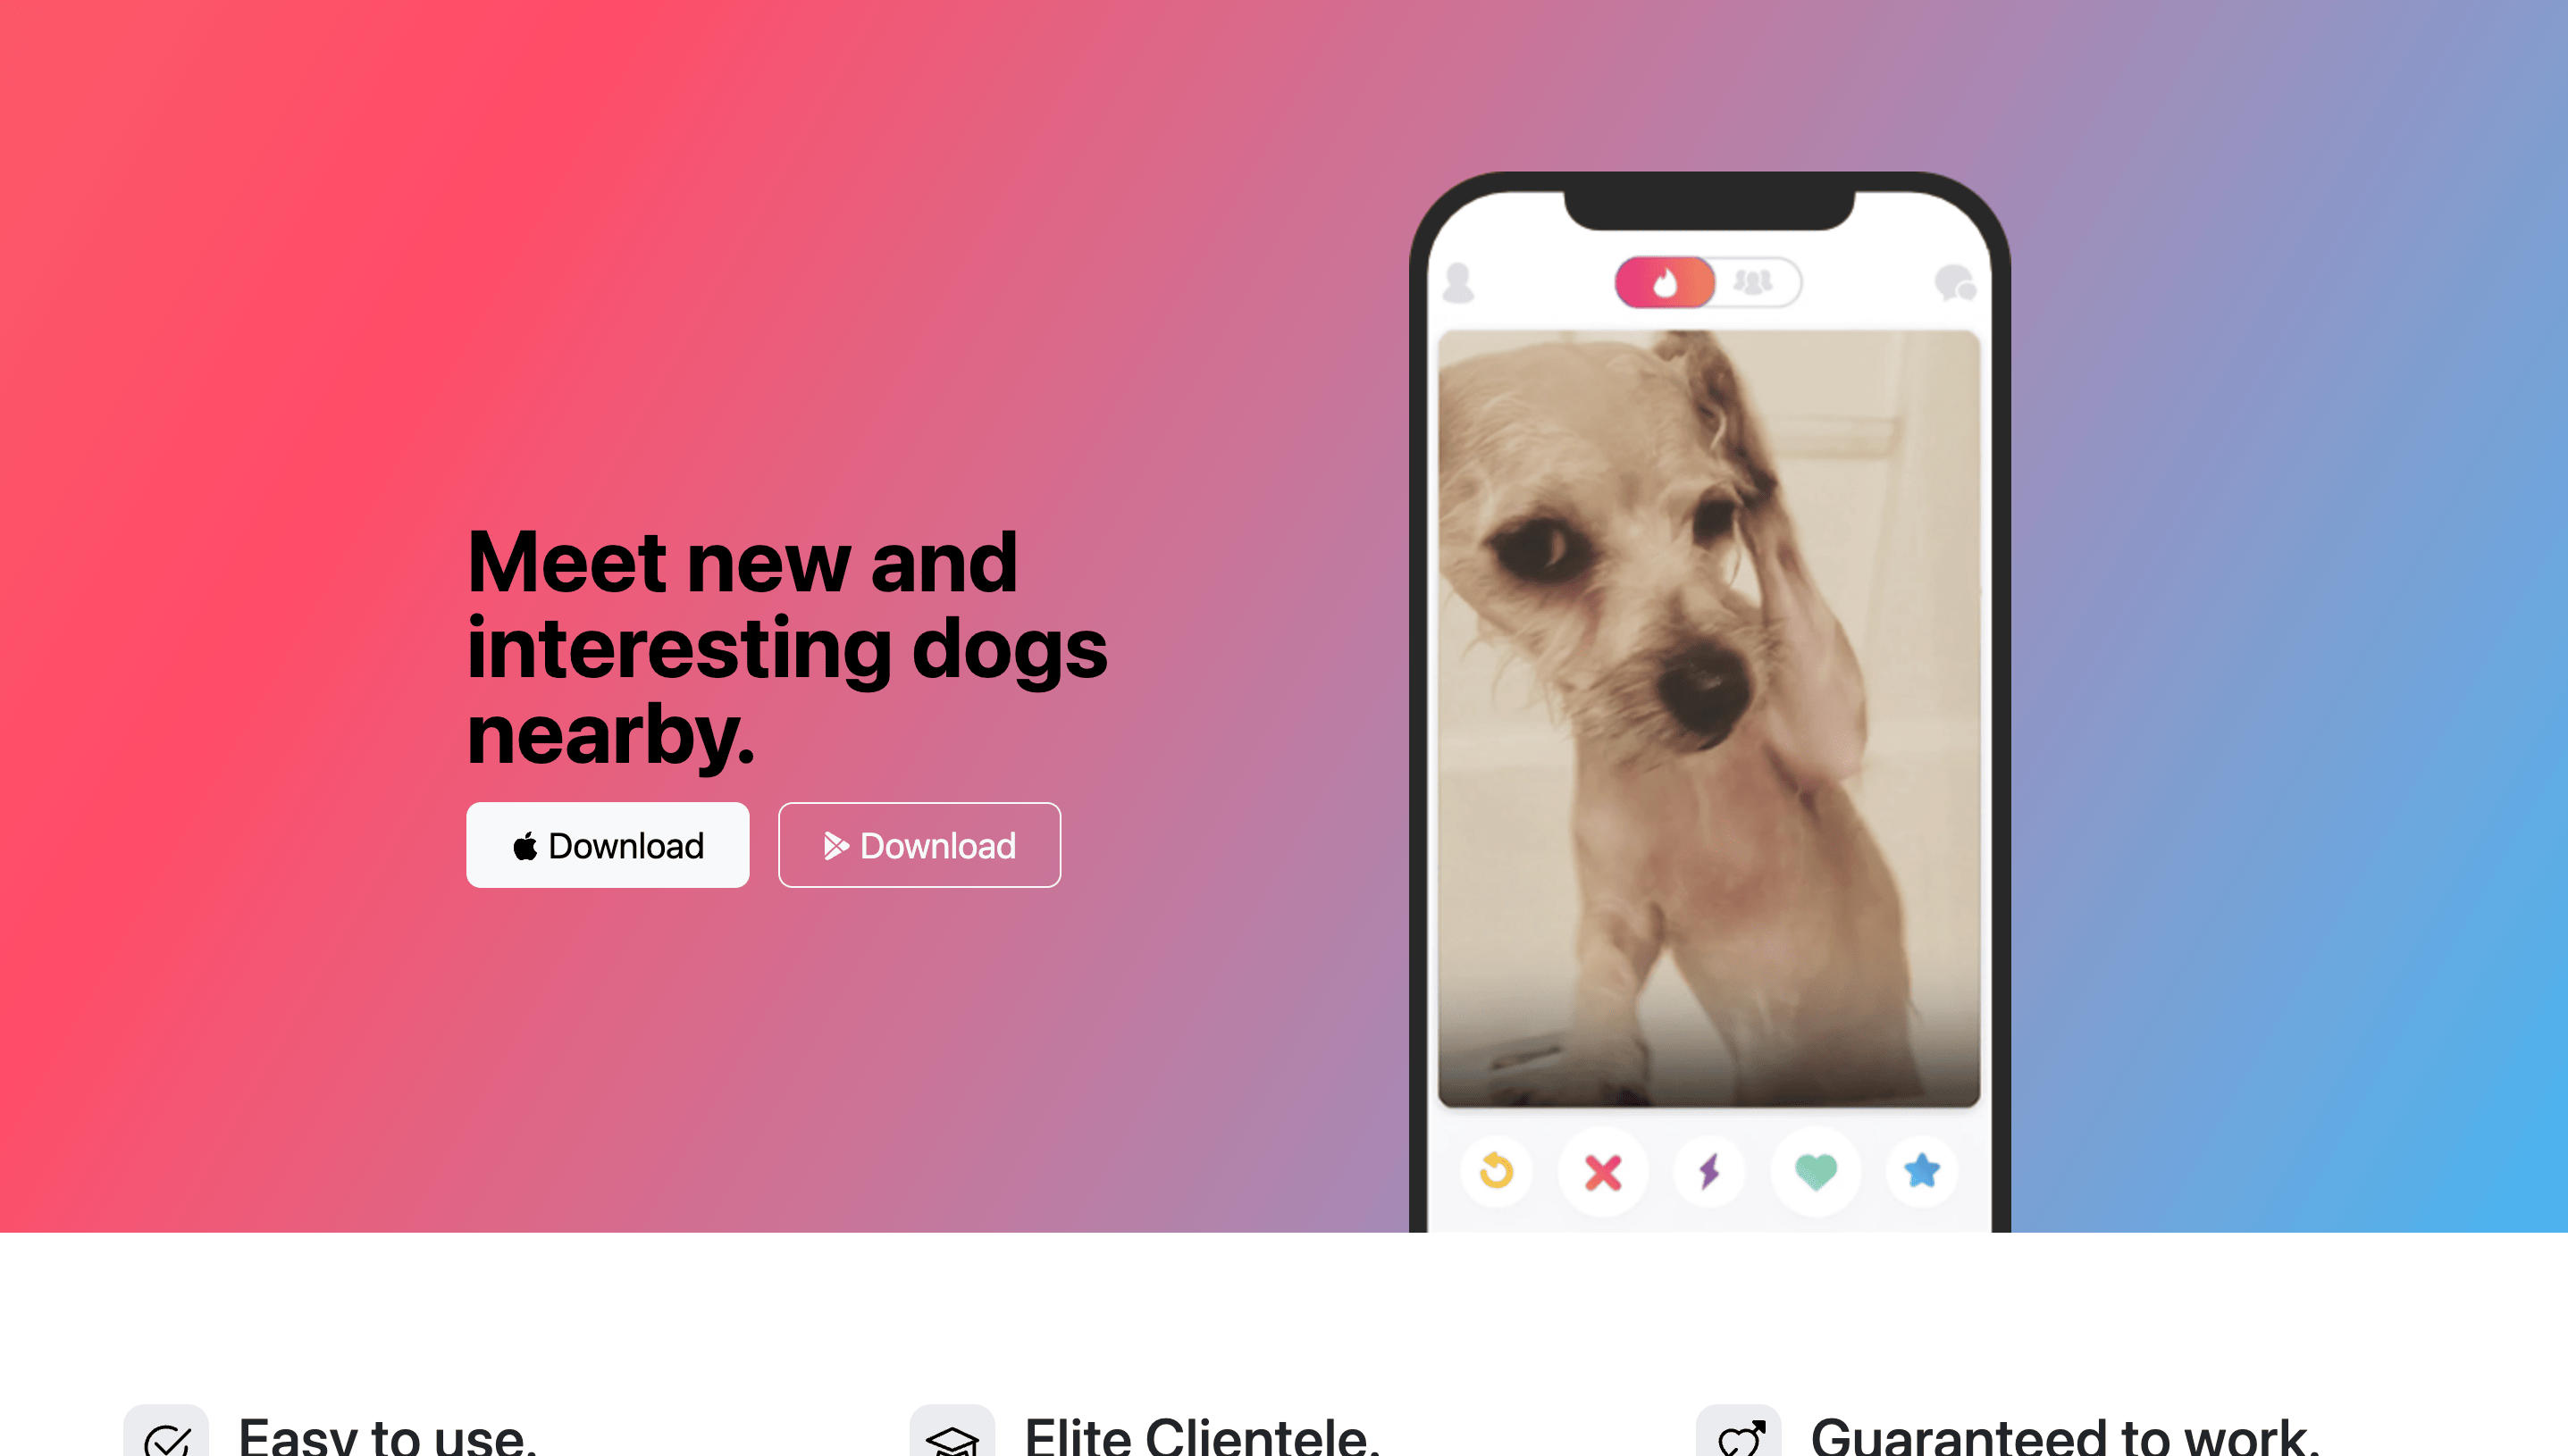 Meet new and
interesting dogs
nearby.
Download
Download
Easy to use.
Elite Clientele.
Guaranteed to work.